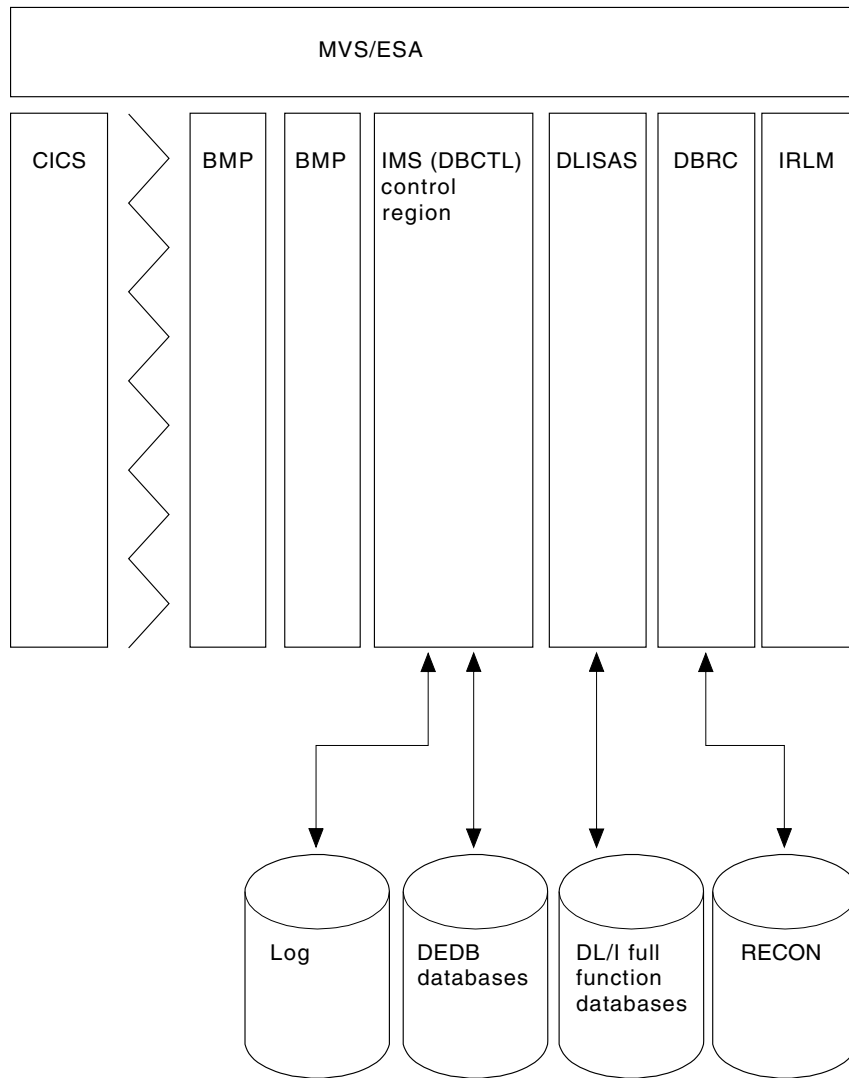 MVS/ESA
CICS
BMP
BMP
IMS (DBCTL)
control
region
DLISAS
DBRC
IRLM
Log
DEDB
databases
DL/I full
function
databases
RECON